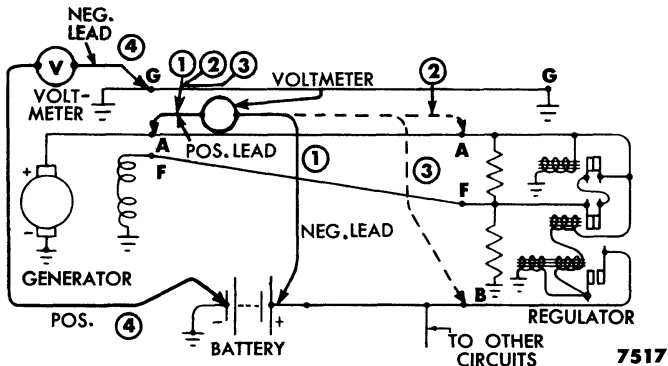 NEG.
LEAD
4
V
VOLT-
METER
G
1
2
3
VOLTMETER
2
G
A
POS. LEAD
A
F
1
3
F
+
-
NEG. LEAD
GENERATOR
B
POS.
4
-
+
BATTERY
TO OTHER
CIRCUITS
REGULATOR
7517